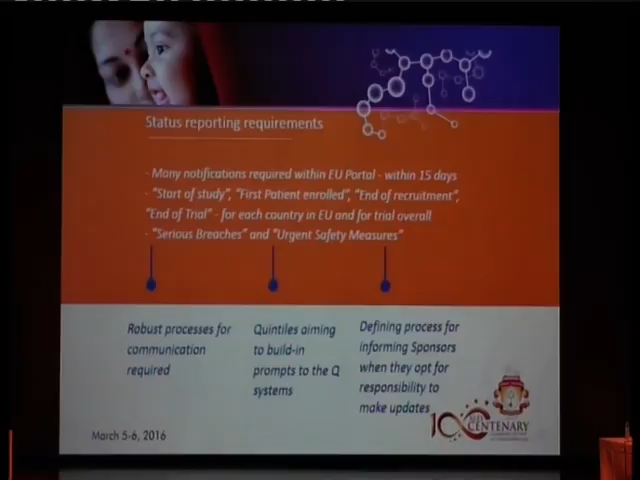 Status reporting requirements
- Many notifications required within EU Portal - within 15 days
- "Start of study", "First Patient enrolled", "End of recruitment",
"End of Trial" - for each country in EU and for trial overall
- "Serious Breaches" and "Urgent Safety Measures"
Robust processes for
communication
required
Quintiles aiming
to build-in
prompts to the Q
systems
Defining process for
informing Sponsors
when they opt for
responsibility to
make updates
March 5-6, 2016
CENTENARY